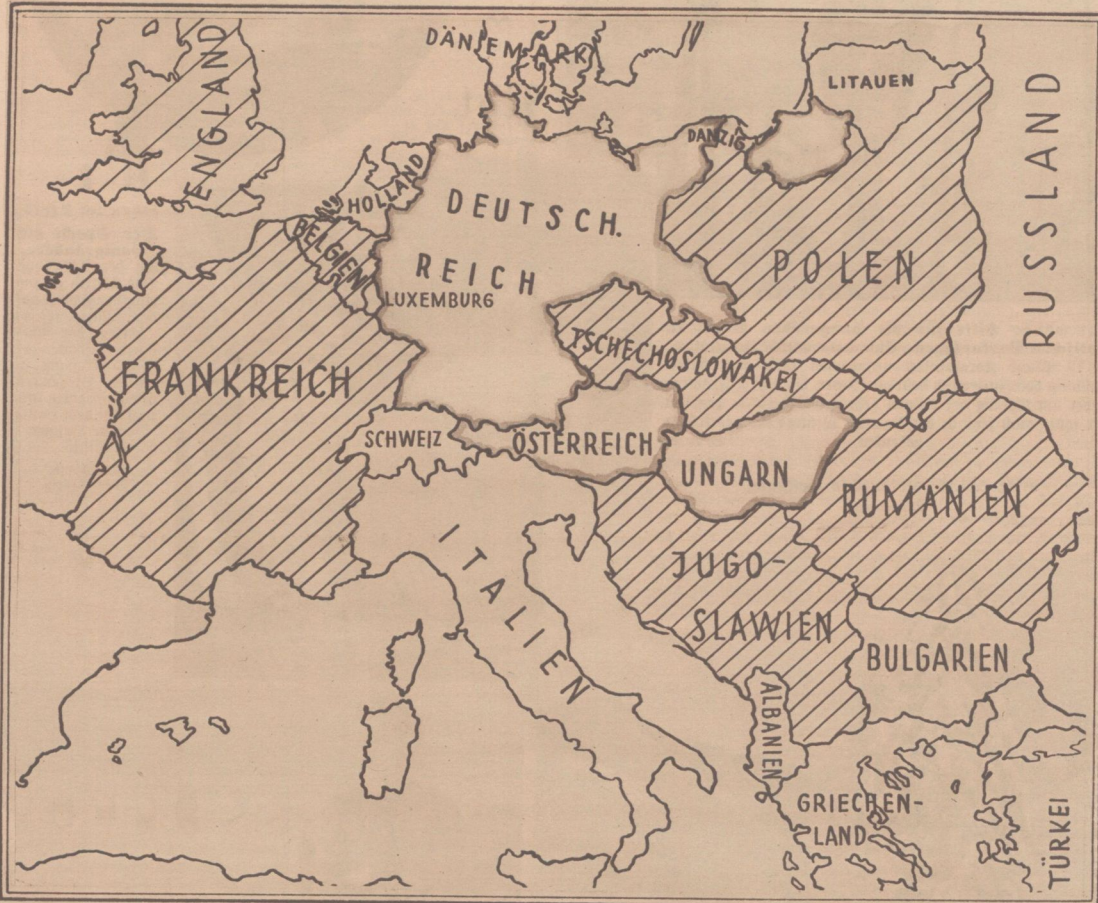 DÄNEMARK
ENGLAND
LITAUEN
RUSSLAND
DANZIG
HOLLAND
DEUTSCH.
REICH
BELGIEN
LUXEMBURG
POLEN
TSCHECHOSLOWAKEI
FRANKREICH
SCHWEIZ
ÖSTERREICH
UNGARN
RUMÄNIEN
ITALIEN
JUGO-
SLAWIEN
BULGARIEN
ALBANIEN
GRIECHEN-
LAND
TÜRKEI